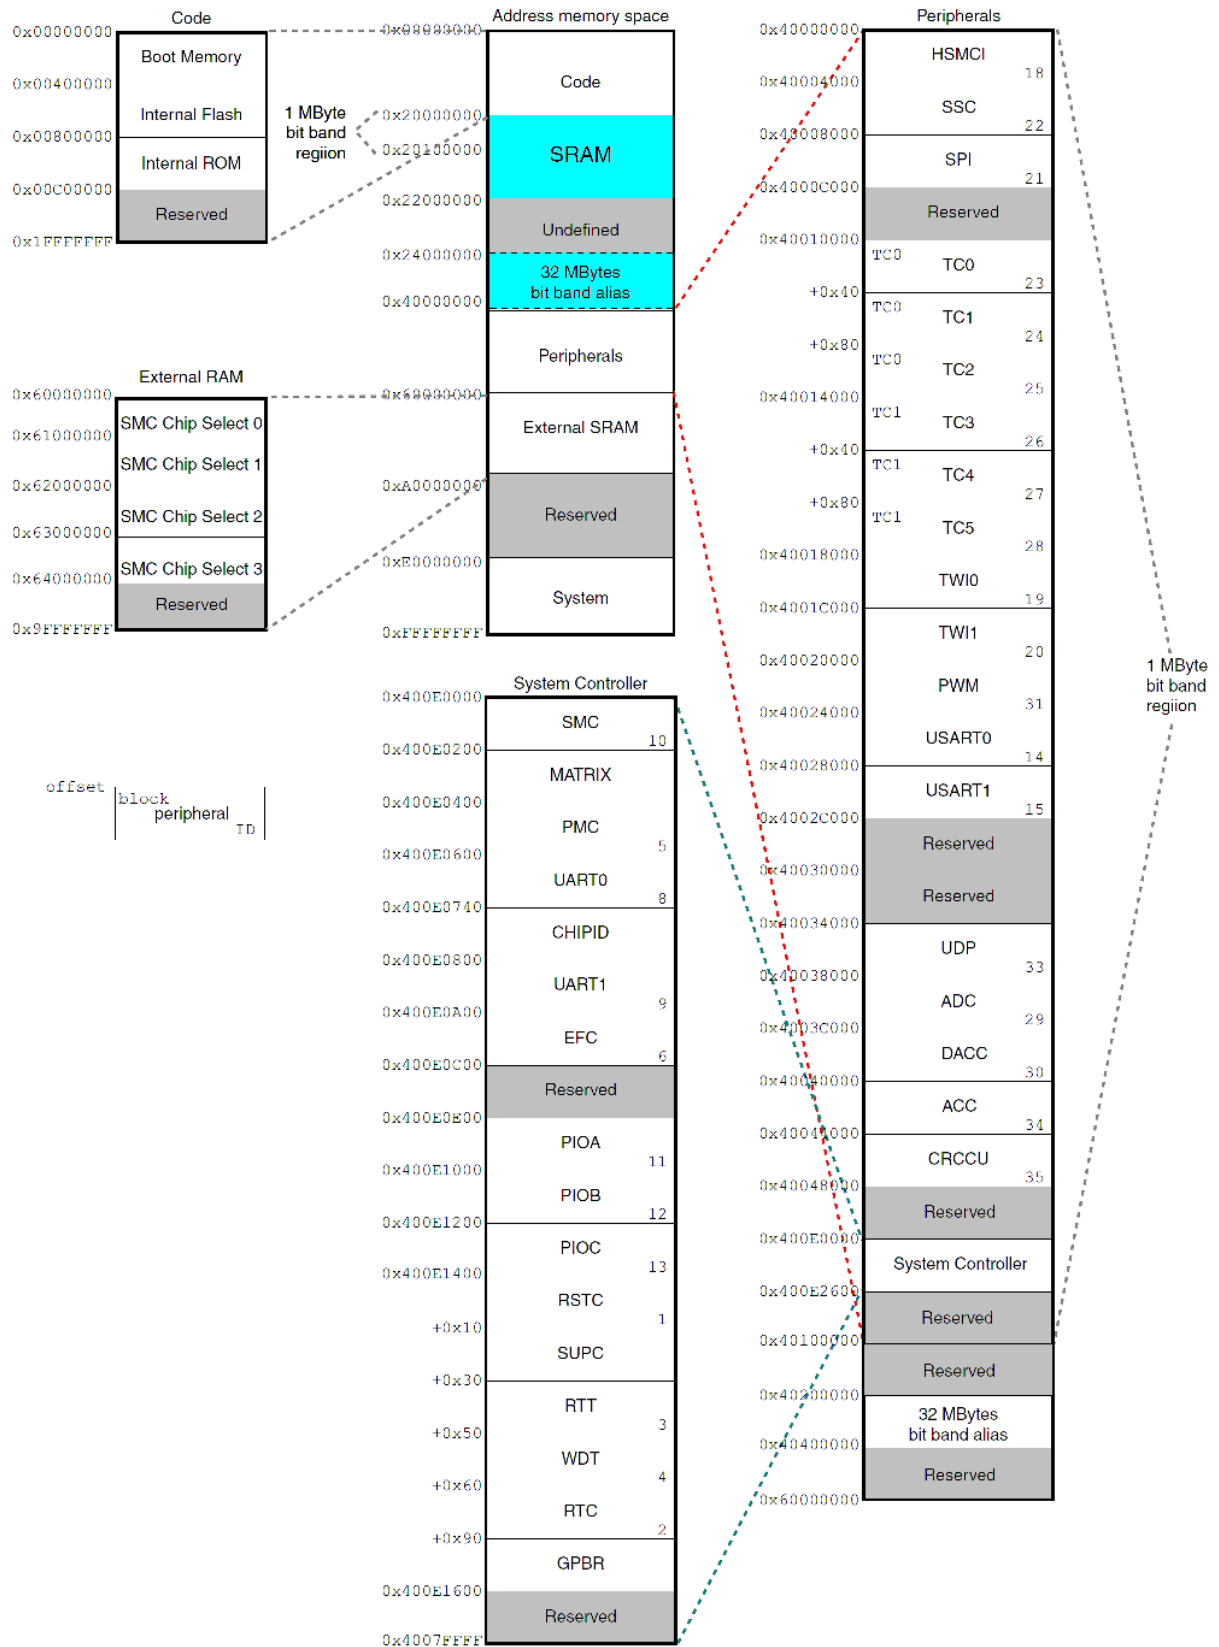 Code
0x00000000
Boot Memory
0x00400000
Internal Flash
0x00800000
Internal ROM
0x00C00000
Reserved
0x1FFFFFFF
1 MByte
bit band
regiion
External RAM
0x60000000
SMC Chip Select 0
0x61000000
SMC Chip Select 1
0x62000000
SMC Chip Select 2
0x63000000
SMC Chip Select 3
0x64000000
Reserved
0x9FFFFFFF
offset
block
peripheral
ID
Address memory space
0x00000000
Code
0x20000000
SRAM
0x20100000
0x22000000
Undefined
0x24000000
32 MBytes
bit band alias
0x40000000
Peripherals
0x60000000
External SRAM
0xA0000000
Reserved
0xE0000000
System
0xFFFFFFFF
System Controller
0x400E0000
SMC
10
0x400E0200
MATRIX
0x400E0400
PMC
5
0x400E0600
UART0
8
0x400E0740
CHIPID
0x400E0800
UART1
9
0x400E0A00
EFC
6
0x400E0C00
Reserved
0x400E0E00
PIOA
11
0x400E1000
PIOB
12
0x400E1200
PIOC
13
0x400E1400
RSTC
1
+0x10
SUPC
+0x30
RTT
3
+0x50
WDT
4
+0x60
RTC
2
+0x90
GPBR
0x400E1600
Reserved
0x4007FFFF
Peripherals
0x40000000
HSMCI
18
0x40004000
SSC
22
0x40008000
SPI
21
0x4000C000
Reserved
0x40010000
TC0
TC0
23
+0x40
TC0
TC1
24
+0x80
TC0
TC2
25
0x40014000
TC1
TC3
26
+0x40
TC1
TC4
27
+0x80
TC1
TC5
28
0x40018000
TWI0
19
0x4001C000
TWI1
20
0x40020000
PWM
31
0x40024000
USART0
14
0x40028000
USART1
15
0x4002C000
Reserved
0x40030000
Reserved
0x40034000
UDP
33
0x40038000
ADC
29
0x4003C000
DACC
30
0x40040000
ACC
34
0x40044000
CRCCU
35
0x40048000
Reserved
0x400E0000
System Controller
0x400E2600
Reserved
0x40100000
Reserved
0x40200000
32 MBytes
bit band alias
0x40400000
Reserved
0x60000000
1 MByte
bit band
regiion